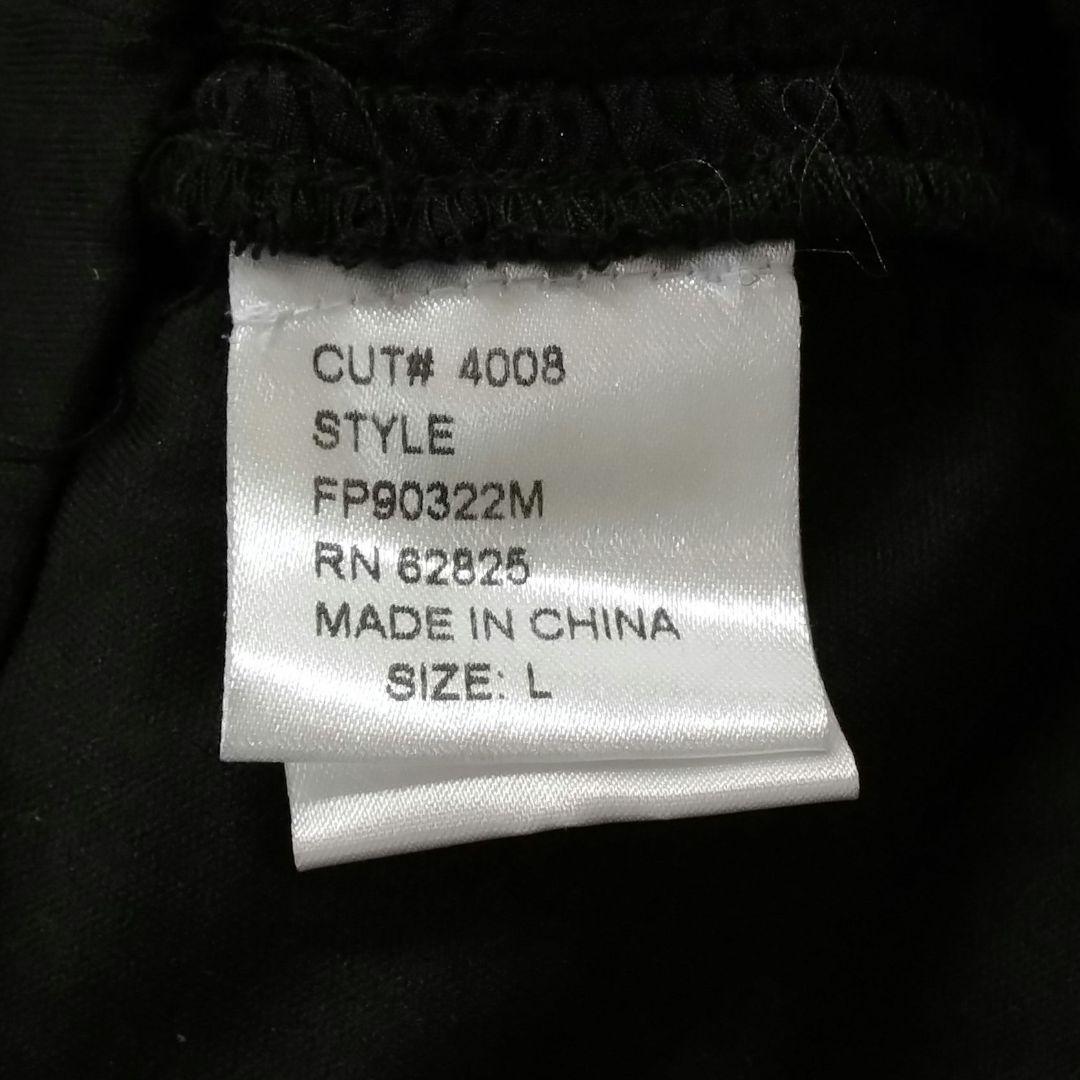 CUT# 4008
STYLE
FP90322M
RN 62825
MADE IN CHINA
SIZE: L